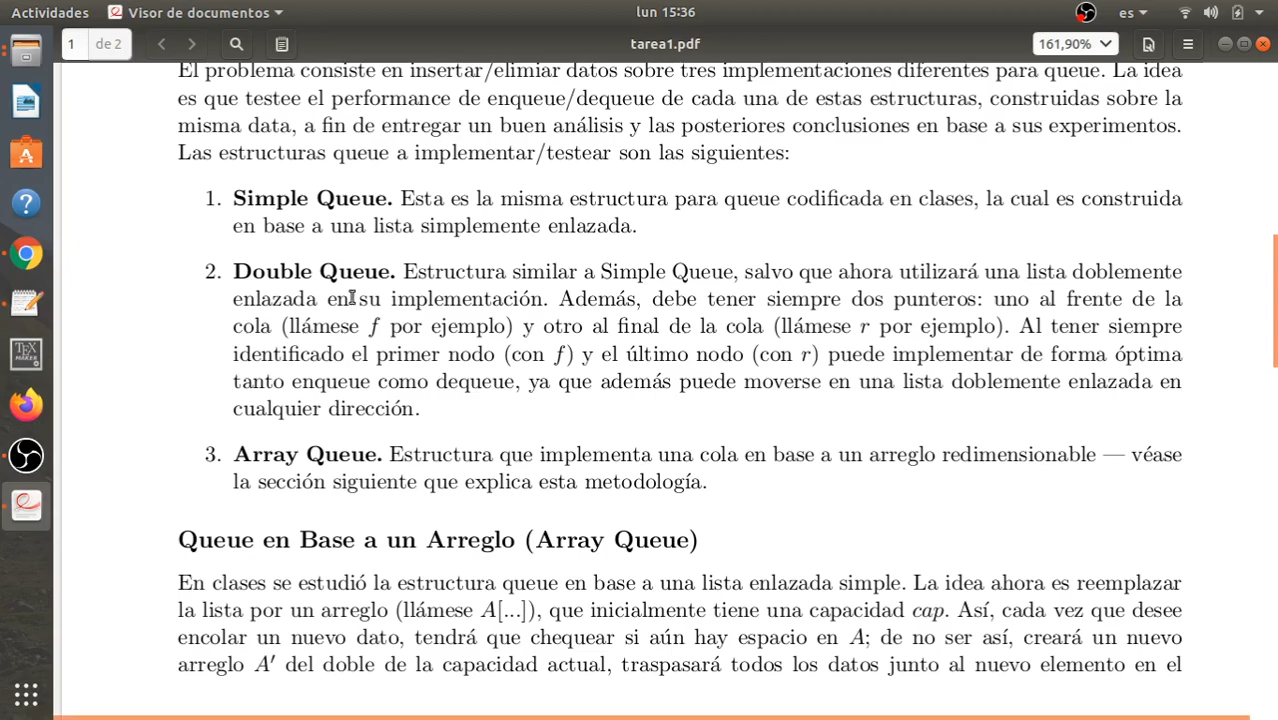 Actividades
Visor de documentos
lun 15:36
es
1 de 2
tarea1.pdf
161,90%
El problema consiste en insertar/elimiar datos sobre tres implementaciones diferentes para queue. La idea
es que testee el performance de enqueue/dequeue de cada una de estas estructuras, construidas sobre la
misma data, a fin de entregar un buen análisis y las posteriores conclusiones en base a sus experimentos.
Las estructuras queue a implementar/testear son las siguientes:
1. Simple Queue. Esta es la misma estructura para queue codificada en clases, la cual es construida
en base a una lista simplemente enlazada.
2. Double Queue. Estructura similar a Simple Queue, salvo que ahora utilizará una lista doblemente
enlazada en su implementación. Además, debe tener siempre dos punteros: uno al frente de la
cola (llámese f por ejemplo) y otro al final de la cola (llámese r por ejemplo). Al tener siempre
identificado el primer nodo (con f) y el último nodo (con r) puede implementar de forma óptima
tanto enqueue como dequeue, ya que además puede moverse en una lista doblemente enlazada en
cualquier dirección.
3. Array Queue. Estructura que implementa una cola en base a un arreglo redimensionable — véase
la sección siguiente que explica esta metodología.
Queue en Base a un Arreglo (Array Queue)
En clases se estudió la estructura queue en base a una lista enlazada simple. La idea ahora es reemplazar
la lista por un arreglo (llámese A[...]), que inicialmente tiene una capacidad cap. Así, cada vez que desee
encolar un nuevo dato, tendrá que chequear si aún hay espacio en A; de no ser así, creará un nuevo
arreglo A′ del doble de la capacidad actual, traspasará todos los datos junto al nuevo elemento en el